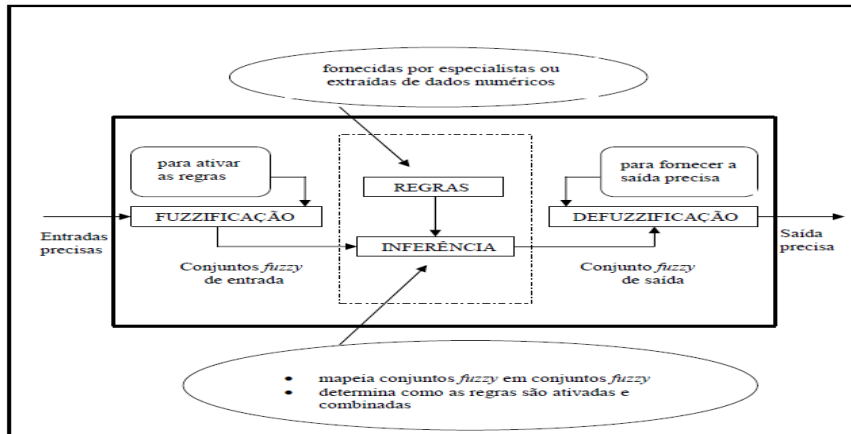 fornecidas por especialistas ou
extraídas de dados numéricos
para ativar
as regras
REGRAS
para fornecer a
saída precisa
FUZZIFICAÇÃO
DEFUZZIFICAÇÃO
Entradas
precisas
INFERÊNCIA
Saída
precisa
Conjuntos fuzzy
de entrada
Conjunto fuzzy
de saída
• mapeia conjuntos fuzzy em conjuntos fuzzy
• determina como as regras são ativadas e
combinadas